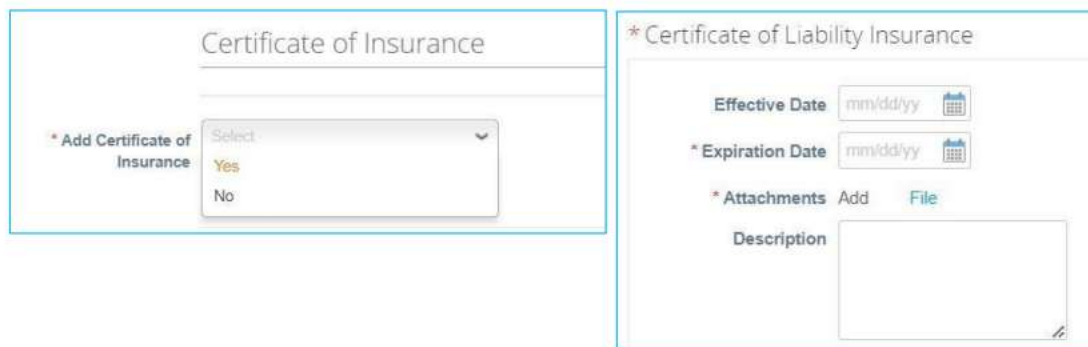 Certificate of Insurance
* Add Certificate of Insurance
Select
Yes
No
* Certificate of Liability Insurance
Effective Date mm/dd/yy
* Expiration Date mm/dd/yy
* Attachments Add File
Description